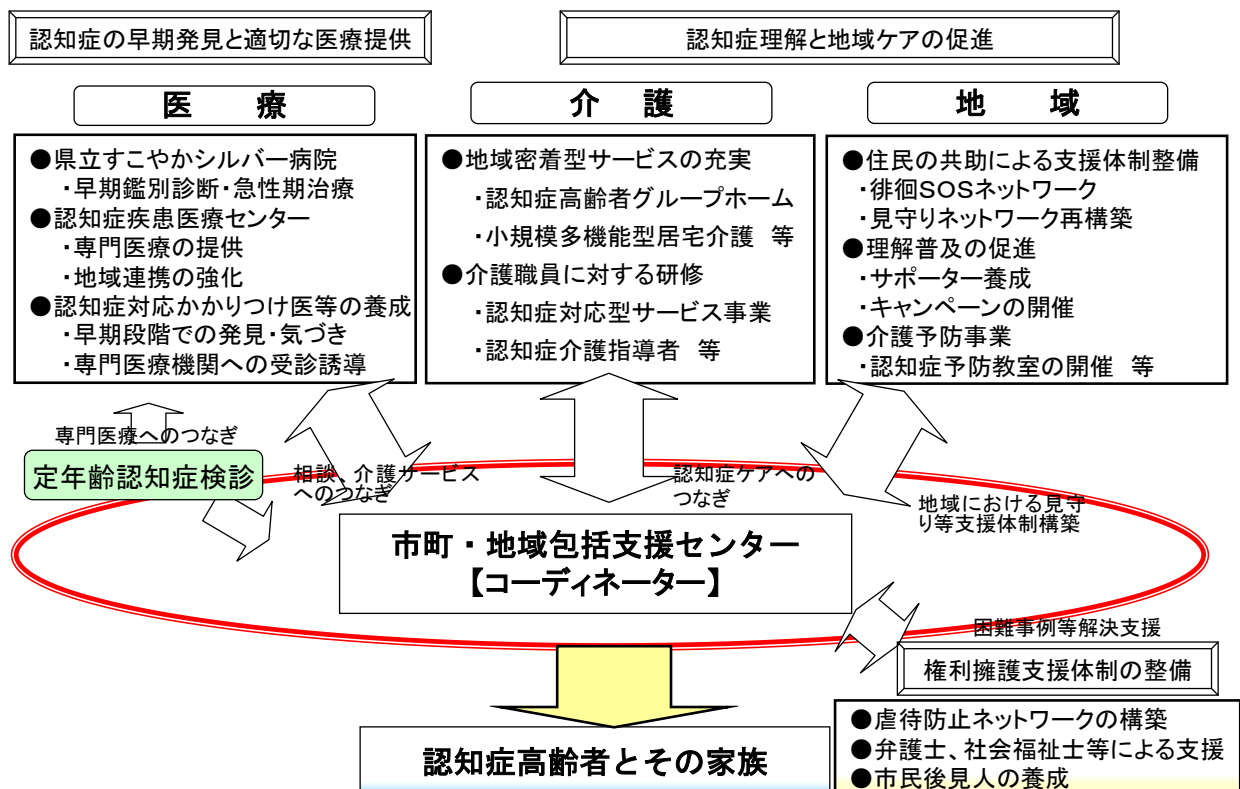 認知症の早期発見と適切な医療提供
認知症理解と地域ケアの促進
医　療
●県立すこやかシルバー病院
・早期鑑別診断・急性期治療
●認知症疾患医療センター
・専門医療の提供
・地域連携の強化
●認知症対応かかりつけ医等の養成
・早期段階での発見・気づき
・専門医療機関への受診誘導
介　護
●地域密着型サービスの充実
・認知症高齢者グループホーム
・小規模多機能型居宅介護　等
●介護職員に対する研修
・認知症対応型サービス事業
・認知症介護指導者　等
地　域
●住民の共助による支援体制整備
・徘徊SOSネットワーク
・見守りネットワーク再構築
●理解普及の促進
・サポーター養成
・キャンペーンの開催
●介護予防事業
・認知症予防教室の開催　等
専門医療へのつなぎ
定年齢認知症検診
相談、介護サービス
へのつなぎ
認知症ケアへの
つなぎ
地域における見守
り等支援体制構築
市町・地域包括支援センター
【コーディネーター】
困難事例等解決支援
権利擁護支援体制の整備
●虐待防止ネットワークの構築
●弁護士、社会福祉士等による支援
●市民後見人の養成
認知症高齢者とその家族